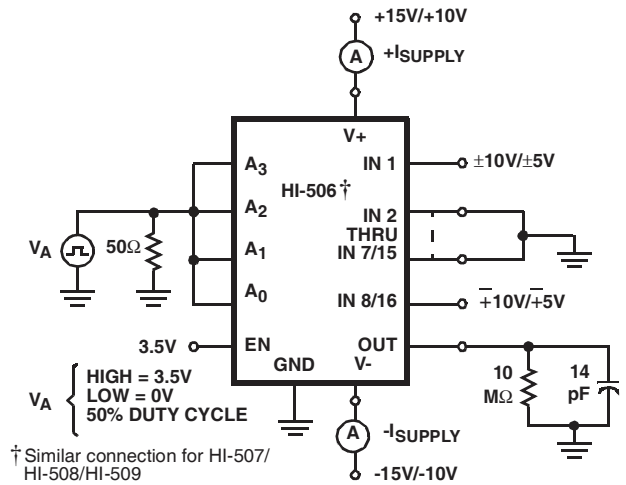 +15V/+10V
A
+ISUPPLY
V+
A3
IN 1
±10V/±5V
HI-506†
A2
IN 2
THRU
VA
50Ω
A1
IN 7/15
A0
IN 8/16
∓10V/∓5V
3.5V
EN
OUT
GND
V-
10
MΩ
14
pF
VA
HIGH = 3.5V
LOW = 0V
50% DUTY CYCLE
A
-ISUPPLY
†Similar connection for HI-507/
HI-508/HI-509
-15V/-10V